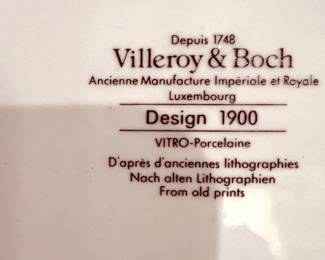 Depuis 1748
Villeroy & Boch
Ancienne Manufacture Impériale et Royale
Luxembourg
Design 1900
VITRO-Porcelaine
D'après d'anciennes lithographies
Nach alten Lithographien
From old prints